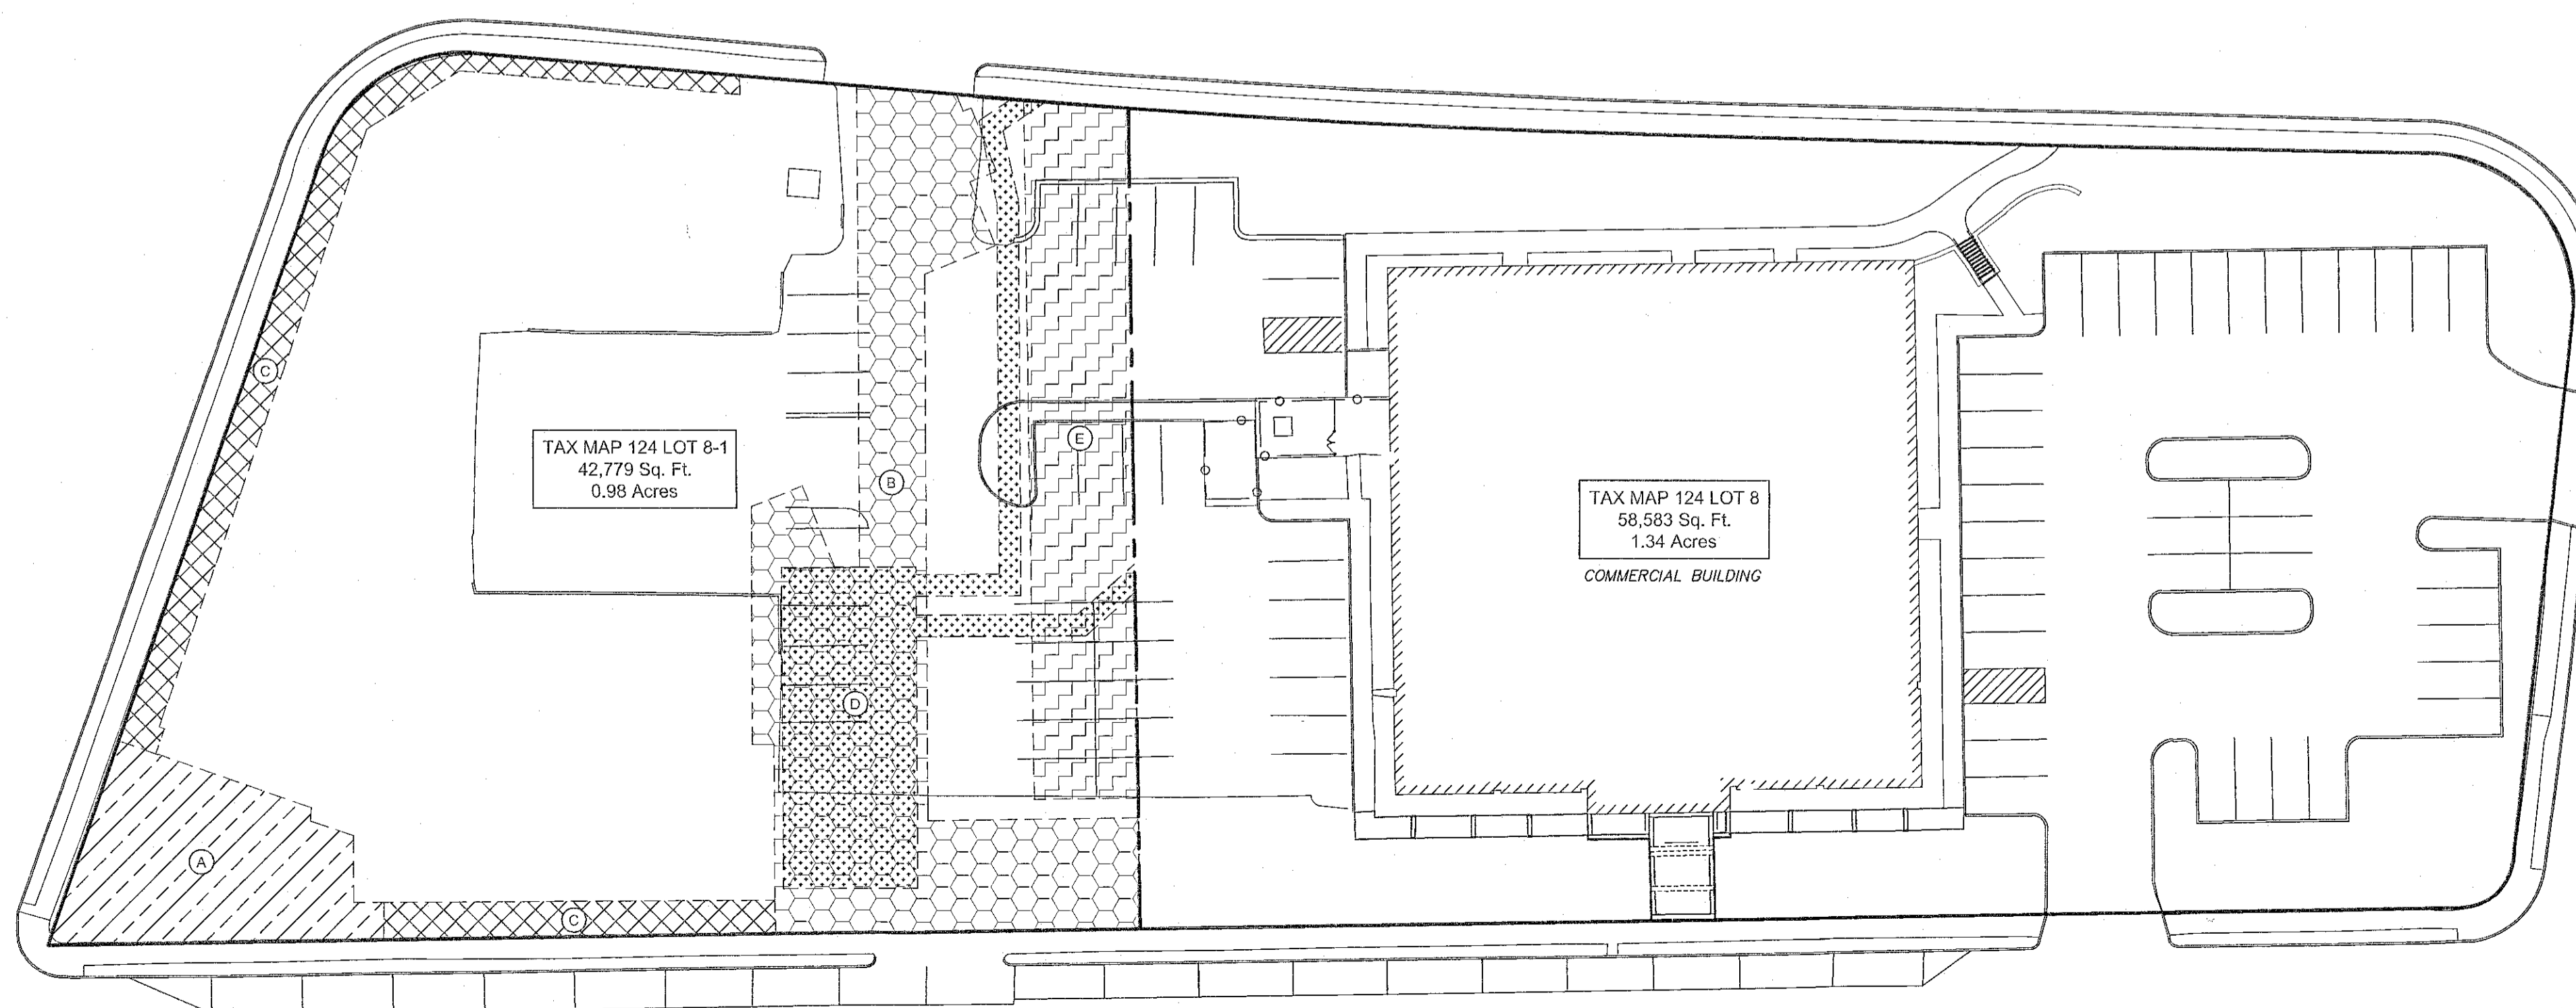 C
TAX MAP 124 LOT 8-1
42,779 Sq. Ft.
0.98 Acres
B
E
TAX MAP 124 LOT 8
58,583 Sq. Ft.
1.34 Acres
COMMERCIAL BUILDING
D
A
C